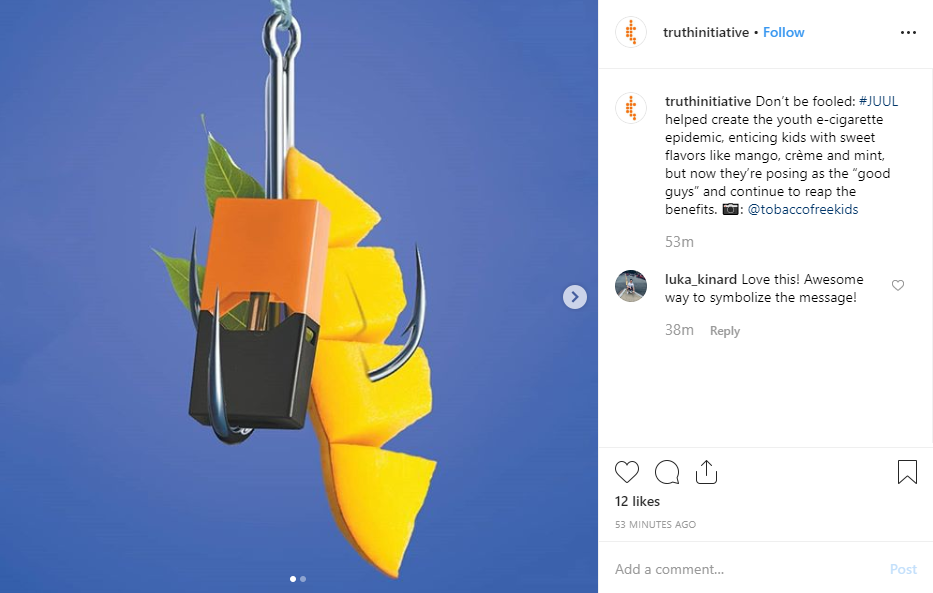 truthinitiative • Follow
truthinitiative Don’t be fooled: #JUUL
helped create the youth e-cigarette
epidemic, enticing kids with sweet
flavors like mango, crème and mint,
but now they’re posing as the “good
guys” and continue to reap the
benefits. 📷: @tobaccofreekids
53m
luka_kinard Love this! Awesome
way to symbolize the message!
38m Reply
12 likes
53 MINUTES AGO
Add a comment... Post